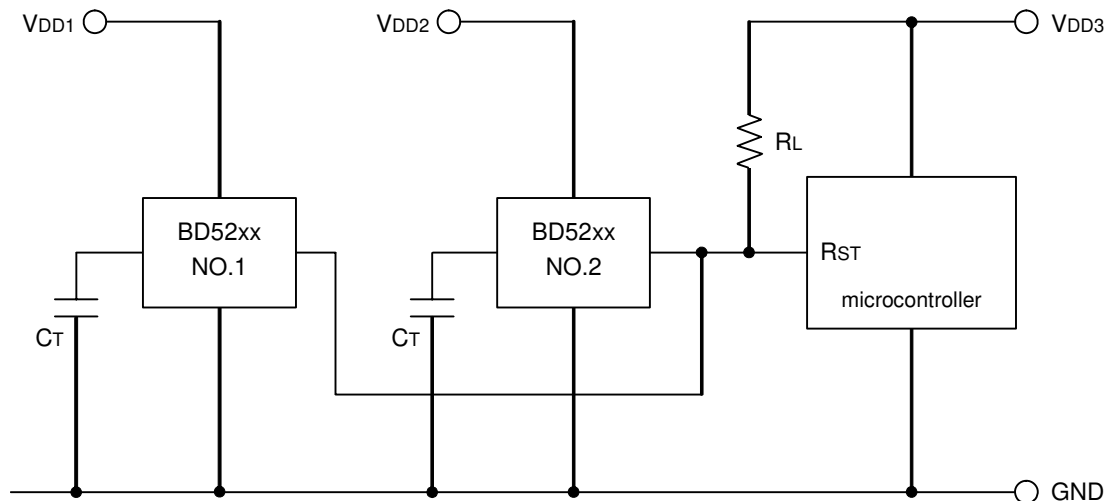 VDD1
VDD2
VDD3
RL
BD52xx
NO.1
BD52xx
NO.2
RST
microcontroller
CT
CT
GND